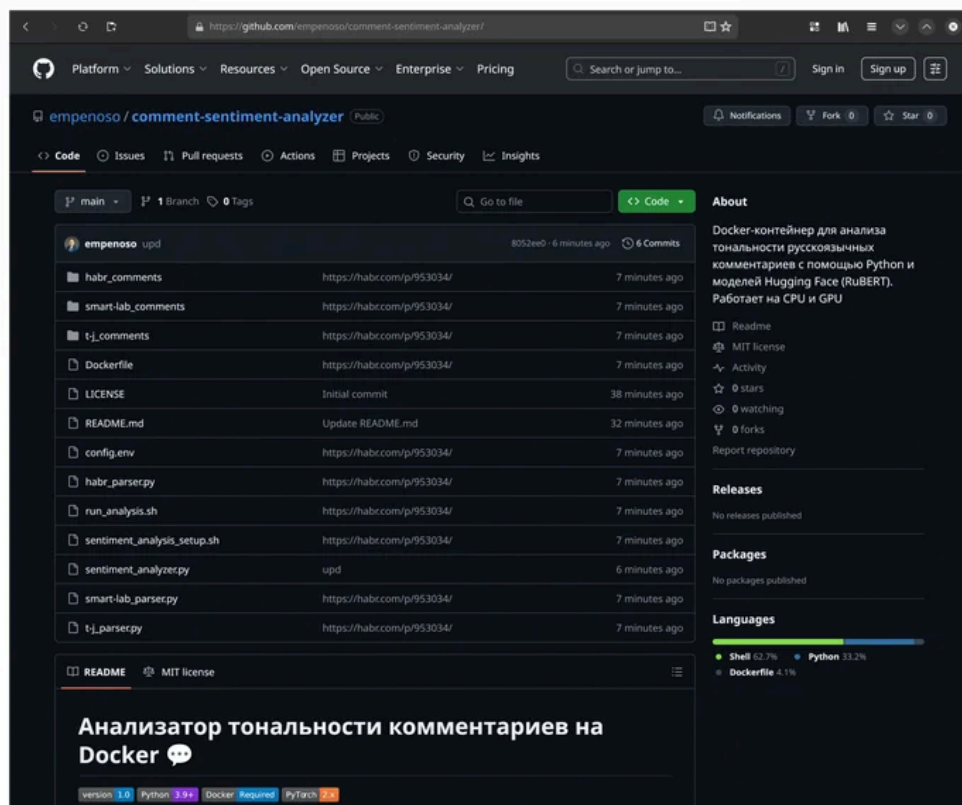 https://github.com/empenoso/comment-sentiment-analyzer/
Platform Solutions Resources Open Source Enterprise Pricing Search or jump to... / Sign in Sign up
empenoso / comment-sentiment-analyzer Public Notifications Fork 0 Star 0
Code Issues Pull requests Actions Projects Security Insights
main 1 Branch 0 Tags Go to file Code
empenoso upd 8052ee0 · 6 minutes ago 6 Commits
habr_comments https://habr.com/p/953034/ 7 minutes ago
smart-lab_comments https://habr.com/p/953034/ 7 minutes ago
t-j_comments https://habr.com/p/953034/ 7 minutes ago
Dockerfile https://habr.com/p/953034/ 7 minutes ago
LICENSE Initial commit 38 minutes ago
README.md Update README.md 32 minutes ago
config.env https://habr.com/p/953034/ 7 minutes ago
habr_parser.py https://habr.com/p/953034/ 7 minutes ago
run_analysis.sh https://habr.com/p/953034/ 7 minutes ago
sentiment_analysis_setup.sh https://habr.com/p/953034/ 7 minutes ago
sentiment_analyzer.py upd 6 minutes ago
smart-lab_parser.py https://habr.com/p/953034/ 7 minutes ago
t-j_parser.py https://habr.com/p/953034/ 7 minutes ago
README MIT license
Анализатор тональности комментариев на
Docker 💬
version 1.0 Python 3.9+ Docker Required PyTorch 2.x
About
Docker-контейнер для анализа
тональности русскоязычных
комментариев с помощью Python и
моделей Hugging Face (RuBERT).
Работает на CPU и GPU
Readme
MIT license
Activity
0 stars
0 watching
0 forks
Report repository
Releases
No releases published
Packages
No packages published
Languages
Shell 62.7% Python 33.2%
Dockerfile 4.1%